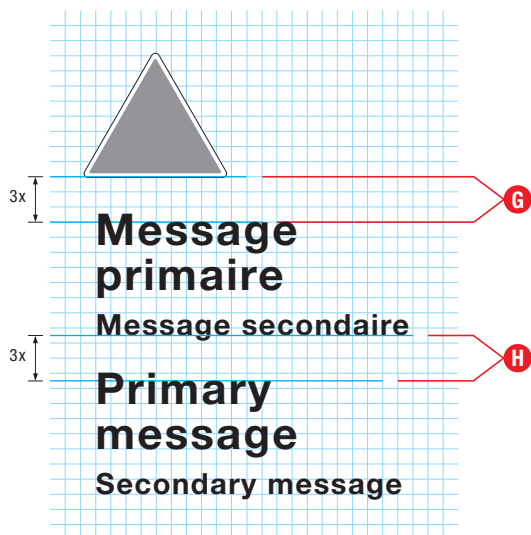 3x
G
Message
primaire
Message secondaire
3x
H
Primary
message
Secondary message